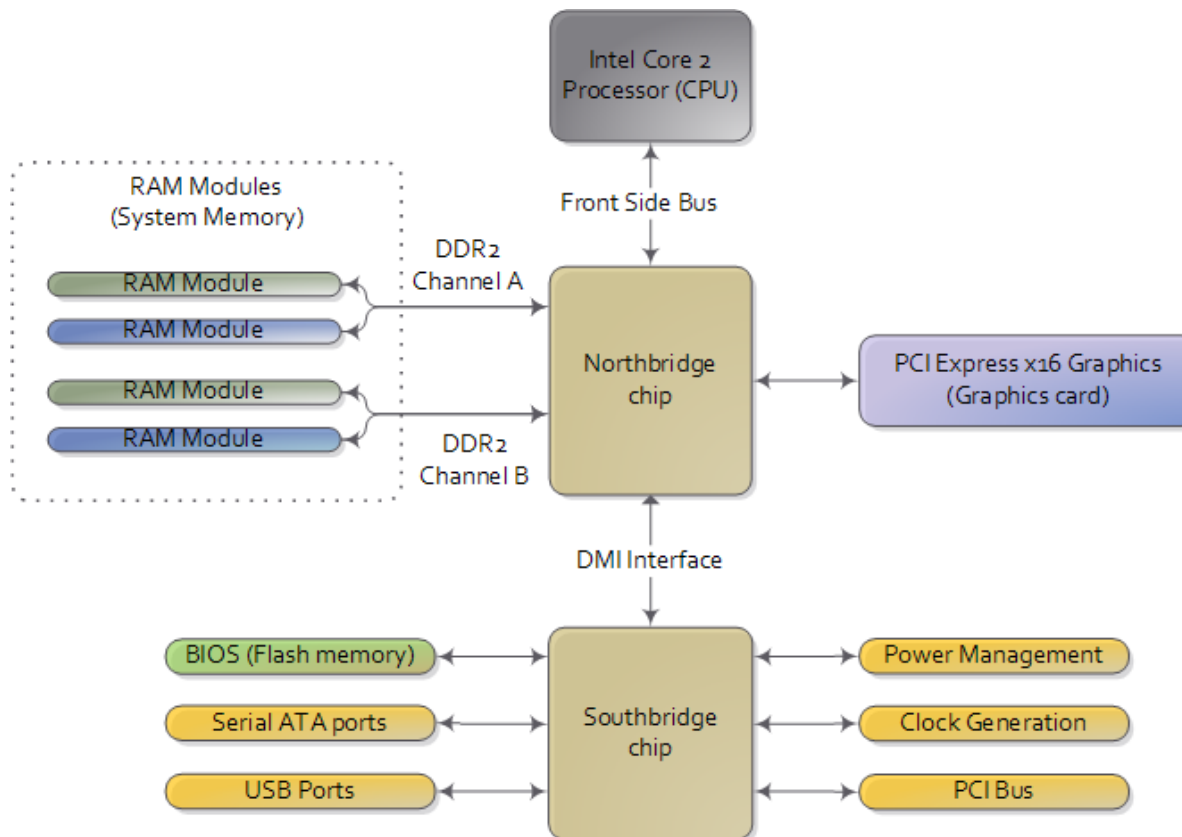 Intel Core 2
Processor (CPU)
Front Side Bus
RAM Modules
(System Memory)
RAM Module
RAM Module
RAM Module
RAM Module
DDR2
Channel A
DDR2
Channel B
Northbridge
chip
PCI Express x16 Graphics
(Graphics card)
DMI Interface
BIOS (Flash memory)
Serial ATA ports
USB Ports
Southbridge
chip
Power Management
Clock Generation
PCI Bus